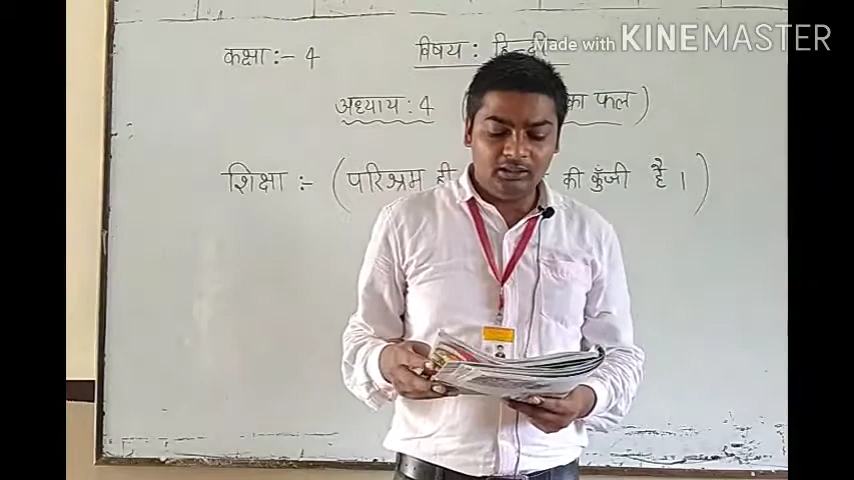 Made with KINEMASTER
कक्षा :- 4 विषय : हिन्दी
अध्याय : 4 ( का फल )
शिक्षा :- ( परिश्रम ही की कुँजी है । )